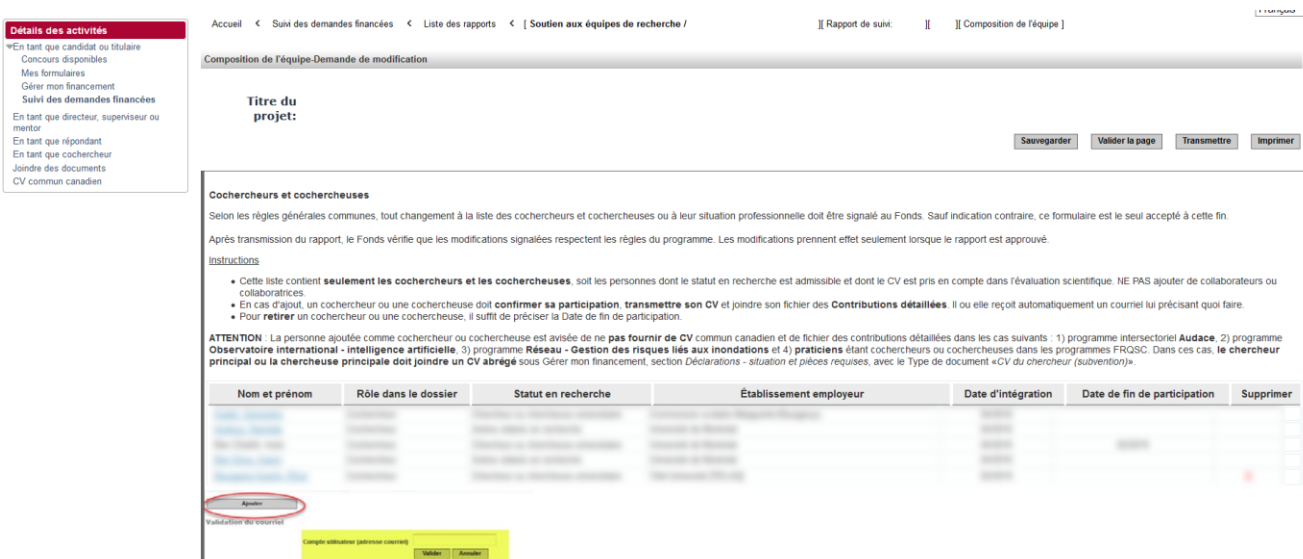 Français
Accueil < Suivi des demandes financées < Liste des rapports < [ Soutien aux équipes de recherche / ][ Rapport de suivi: ][ ][ Composition de l'équipe ]
Détails des activités
En tant que candidat ou titulaire
Concours disponibles
Mes formulaires
Gérer mon financement
Suivi des demandes financées
En tant que directeur, superviseur ou
mentor
En tant que répondant
En tant que cochercheur
Joindre des documents
CV commun canadien
Composition de l'équipe-Demande de modification
Titre du
projet:
Sauvegarder Valider la page Transmettre Imprimer
Cochercheurs et cochercheuses
Selon les règles générales communes, tout changement à la liste des cochercheurs et cochercheuses ou à leur situation professionnelle doit être signalé au Fonds. Sauf indication contraire, ce formulaire est le seul accepté à cette fin.
Après transmission du rapport, le Fonds vérifie que les modifications signalées respectent les règles du programme. Les modifications prennent effet seulement lorsque le rapport est approuvé.
Instructions
• Cette liste contient seulement les cochercheurs et les cochercheuses, soit les personnes dont le statut en recherche est admissible et dont le CV est pris en compte dans l'évaluation scientifique. NE PAS ajouter de collaborateurs ou
collaboratrices.
• En cas d'ajout, un cochercheur ou une cochercheuse doit confirmer sa participation, transmettre son CV et joindre son fichier des Contributions détaillées. Il ou elle reçoit automatiquement un courriel lui précisant quoi faire.
• Pour retirer un cochercheur ou une cochercheuse, il suffit de préciser la Date de fin de participation.
ATTENTION : La personne ajoutée comme cochercheur ou cochercheuse est avisée de ne pas fournir de CV commun canadien et de fichier des contributions détaillées dans les cas suivants : 1) programme intersectoriel Audace, 2) programme
Observatoire international - intelligence artificielle, 3) programme Réseau - Gestion des risques liés aux inondations et 4) praticiens étant cochercheurs ou cochercheuses dans les programmes FRQSC. Dans ces cas, le chercheur
principal ou la chercheuse principale doit joindre un CV abrégé sous Gérer mon financement, section Déclarations - situation et pièces requises, avec le Type de document «CV du chercheur (subvention)».
Nom et prénom Rôle dans le dossier Statut en recherche Établissement employeur Date d'intégration Date de fin de participation Supprimer
Ajouter
Validation du courriel
Compte utilisateur (adresse courriel)
Valider Annuler